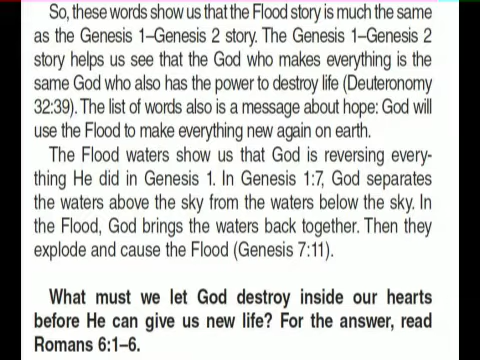 So, these words show us that the Flood story is much the same
as the Genesis 1–Genesis 2 story. The Genesis 1–Genesis 2
story helps us see that the God who makes everything is the
same God who also has the power to destroy life (Deuteronomy
32:39). The list of words also is a message about hope: God will
use the Flood to make everything new again on earth.
The Flood waters show us that God is reversing every-
thing He did in Genesis 1. In Genesis 1:7, God separates
the waters above the sky from the waters below the sky. In
the Flood, God brings the waters back together. Then they
explode and cause the Flood (Genesis 7:11).
What must we let God destroy inside our hearts
before He can give us new life? For the answer, read
Romans 6:1–6.